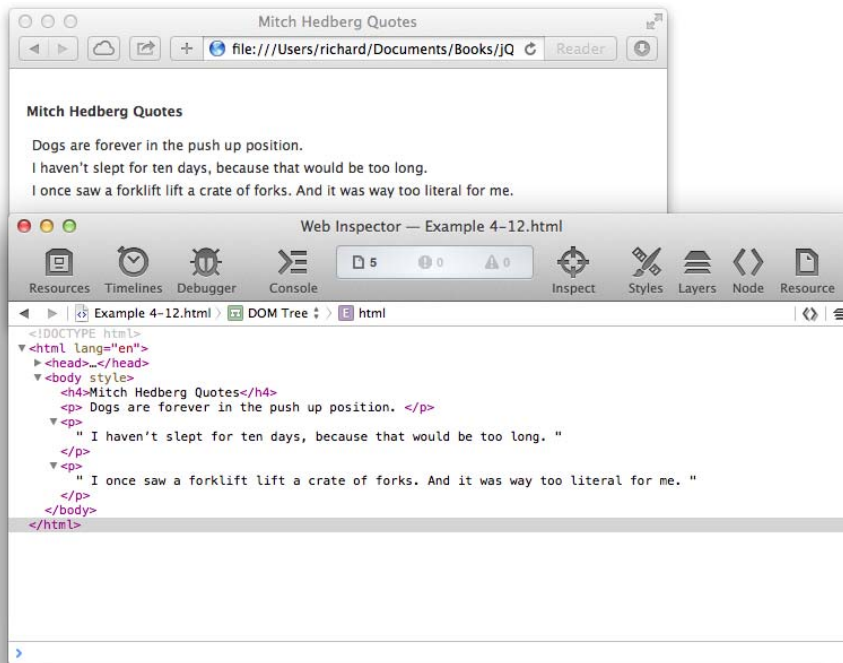 Mitch Hedberg Quotes
file:///Users/richard/Documents/Books/jQ
Reader
Mitch Hedberg Quotes
Dogs are forever in the push up position.
I haven't slept for ten days, because that would be too long.
I once saw a forklift lift a crate of forks. And it was way too literal for me.
Web Inspector — Example 4-12.html
5 0 0
Resources Timelines Debugger Console Inspect Styles Layers Node Resource
Example 4-12.html DOM Tree E html
<!DOCTYPE html>
<html lang="en">
<head>…</head>
<body style>
<h4>Mitch Hedberg Quotes</h4>
<p> Dogs are forever in the push up position. </p>
<p>
" I haven't slept for ten days, because that would be too long. "
</p>
<p>
" I once saw a forklift lift a crate of forks. And it was way too literal for me. "
</p>
</body>
</html>